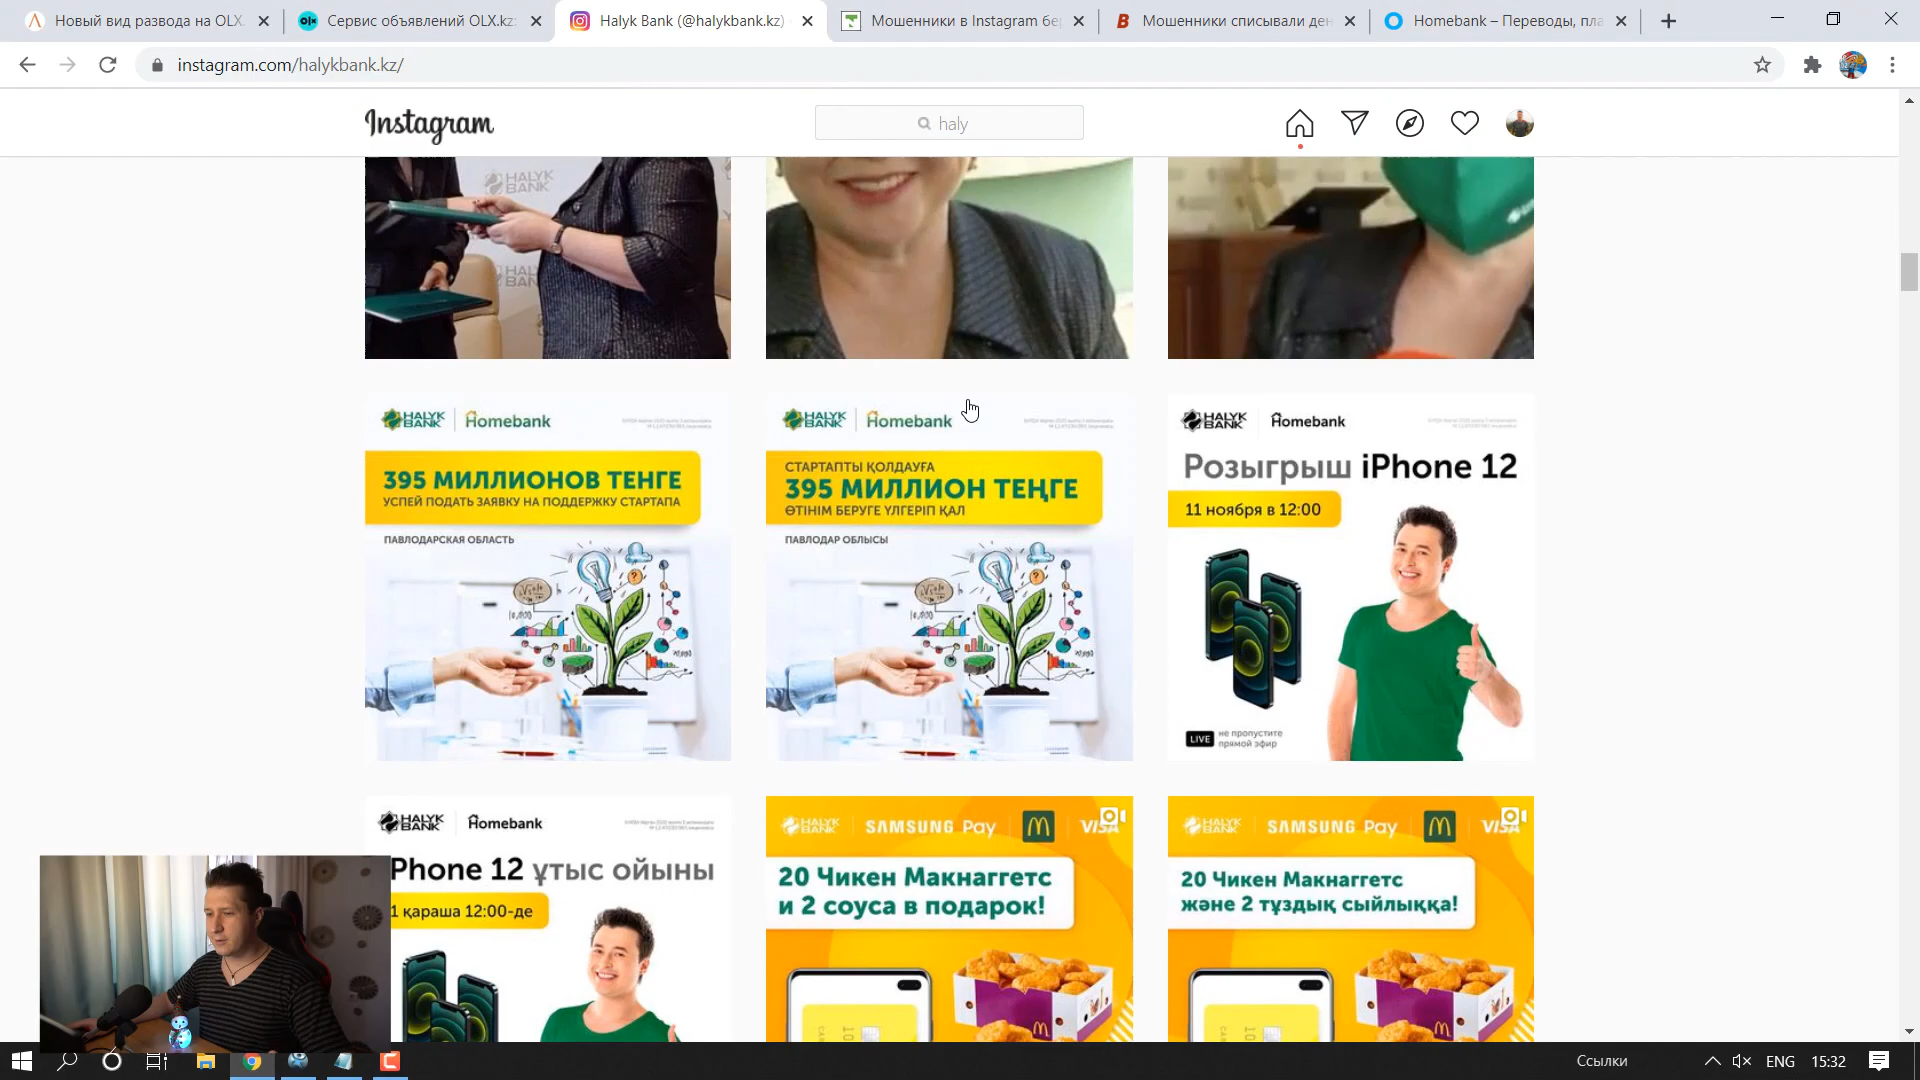 Новый вид развода на OLX
Сервис объявлений OLX.kz
Halyk Bank (@halykbank.kz)
Мошенники в Instagram бе
Мошенники списывали ден
Homebank – Переводы, пла
instagram.com/halykbank.kz/
Instagram
haly
HALYK BANK
HALYK
BANK
Homebank
395 МИЛЛИОНОВ ТЕНГЕ
УСПЕЙ ПОДАТЬ ЗАЯВКУ НА ПОДДЕРЖКУ СТАРТАПА
ПАВЛОДАРСКАЯ ОБЛАСТЬ
HALYK
BANK
Homebank
СТАРТАПТЫ ҚОЛДАУҒА
395 МИЛЛИОН ТЕҢГЕ
ӨТІНІМ БЕРУГЕ ҮЛГЕРІП ҚАЛ
ПАВЛОДАР ОБЛЫСЫ
HALYK
BANK
Homebank
Розыгрыш iPhone 12
11 ноября в 12:00
LIVE не пропустите
прямой эфир
HALYK
BANK
Homebank
Phone 12 ұтыс ойыны
1 қараша 12:00-де
HALYK
BANK
SAMSUNG Pay
VISA
20 Чикен Макнаггетс
и 2 соуса в подарок!
HALYK
BANK
SAMSUNG Pay
VISA
20 Чикен Макнаггетс
және 2 тұздық сыйлыққа!
Ссылки
ENG
15:32